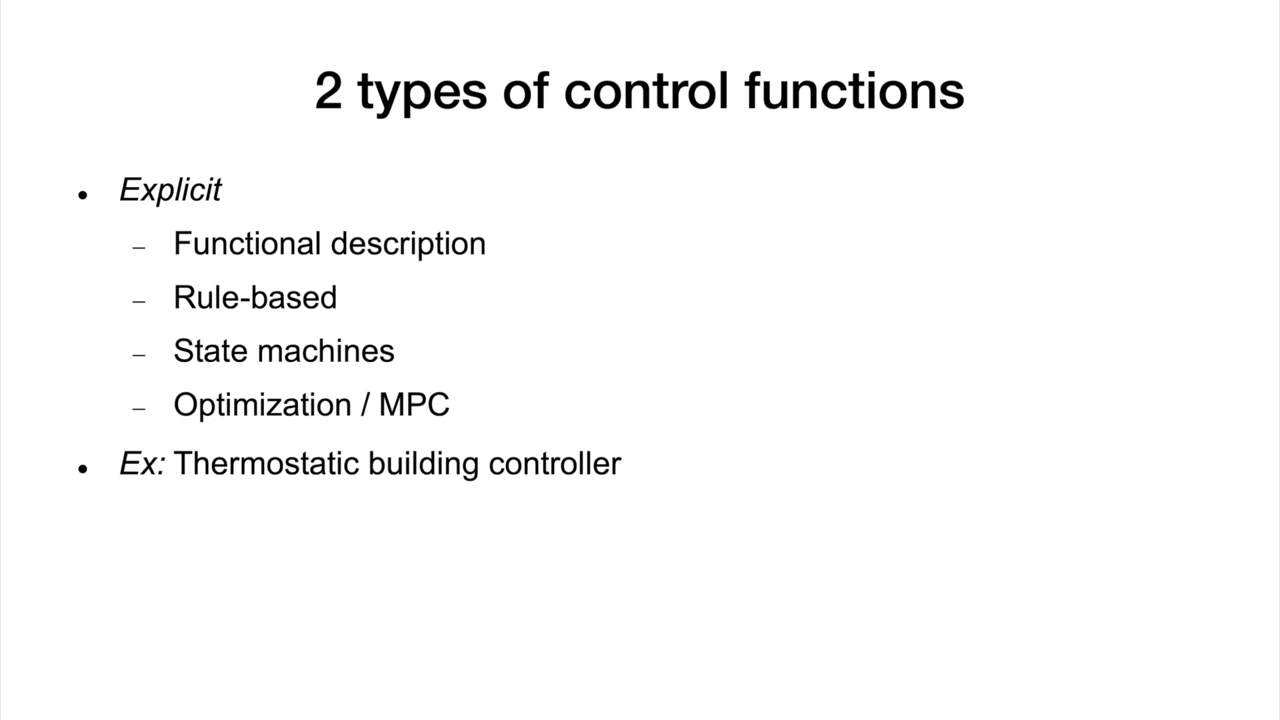 2 types of control functions
• Explicit
– Functional description
– Rule-based
– State machines
– Optimization / MPC
• Ex: Thermostatic building controller